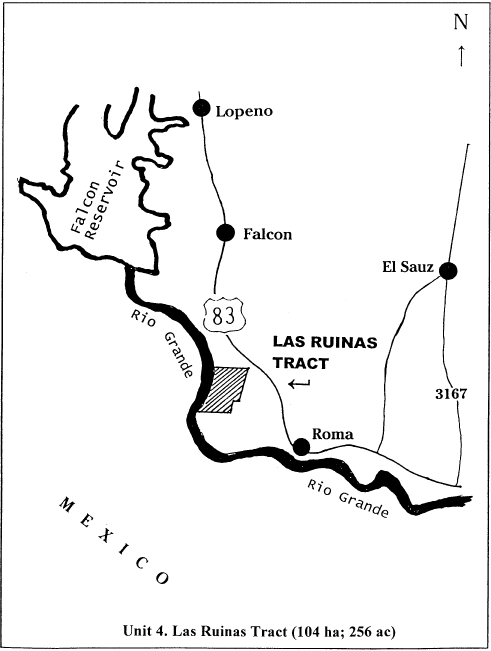 N
Lopeno
Falcon
Reservoir
Falcon
El Sauz
83
Rio Grande
LAS RUINAS
TRACT
3167
Roma
Rio Grande
MEXICO
Unit 4. Las Ruinas Tract (104 ha; 256 ac)